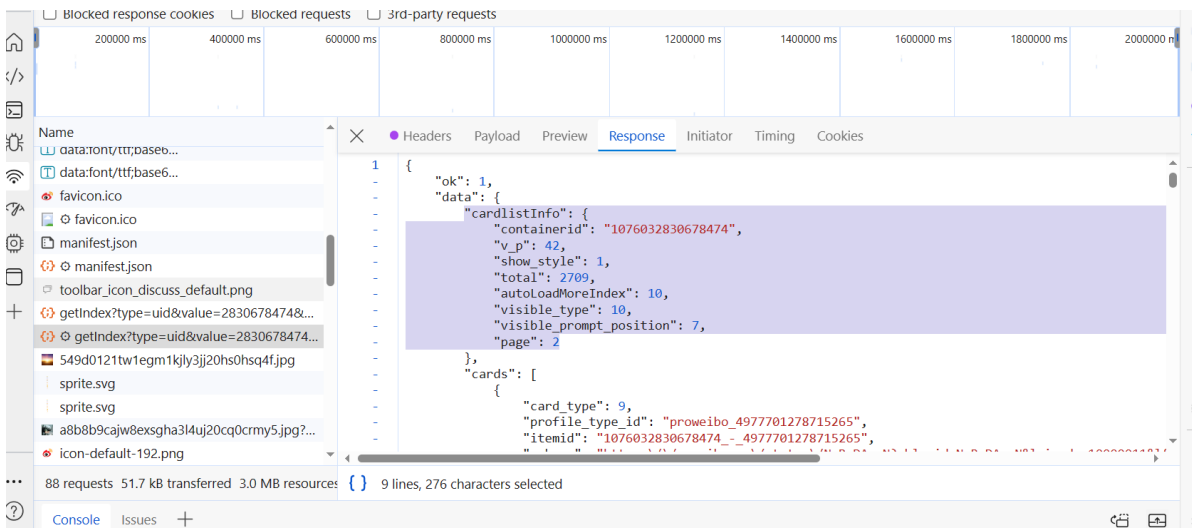 Blocked response cookies Blocked requests 3rd-party requests
200000 ms 400000 ms 600000 ms 800000 ms 1000000 ms 1200000 ms 1400000 ms 1600000 ms 1800000 ms 2000000 m
Name
Headers Payload Preview Response Initiator Timing Cookies
data:font/ttf;base6...
data:font/ttf;base6...
favicon.ico
favicon.ico
manifest.json
manifest.json
toolbar_icon_discuss_default.png
getIndex?type=uid&value=2830678474&...
getIndex?type=uid&value=2830678474...
549d0121tw1egm1kjly3jj20hs0hsq4f.jpg
sprite.svg
sprite.svg
a8b8b9cajw8exsgha3l4uj20cq0crmy5.jpg?...
icon-default-192.png
1 {
- "ok": 1,
- "data": {
- "cardlistInfo": {
- "containerid": "1076032830678474",
- "v_p": 42,
- "show_style": 1,
- "total": 2709,
- "autoLoadMoreIndex": 10,
- "visible_type": 10,
- "visible_prompt_position": 7,
- "page": 2
- },
- "cards": [
- {
- "card_type": 9,
- "profile_type_id": "proweibo_4977701278715265",
- "itemid": "1076032830678474_-_4977701278715265",
88 requests 51.7 kB transferred 3.0 MB resources { } 9 lines, 276 characters selected
Console Issues